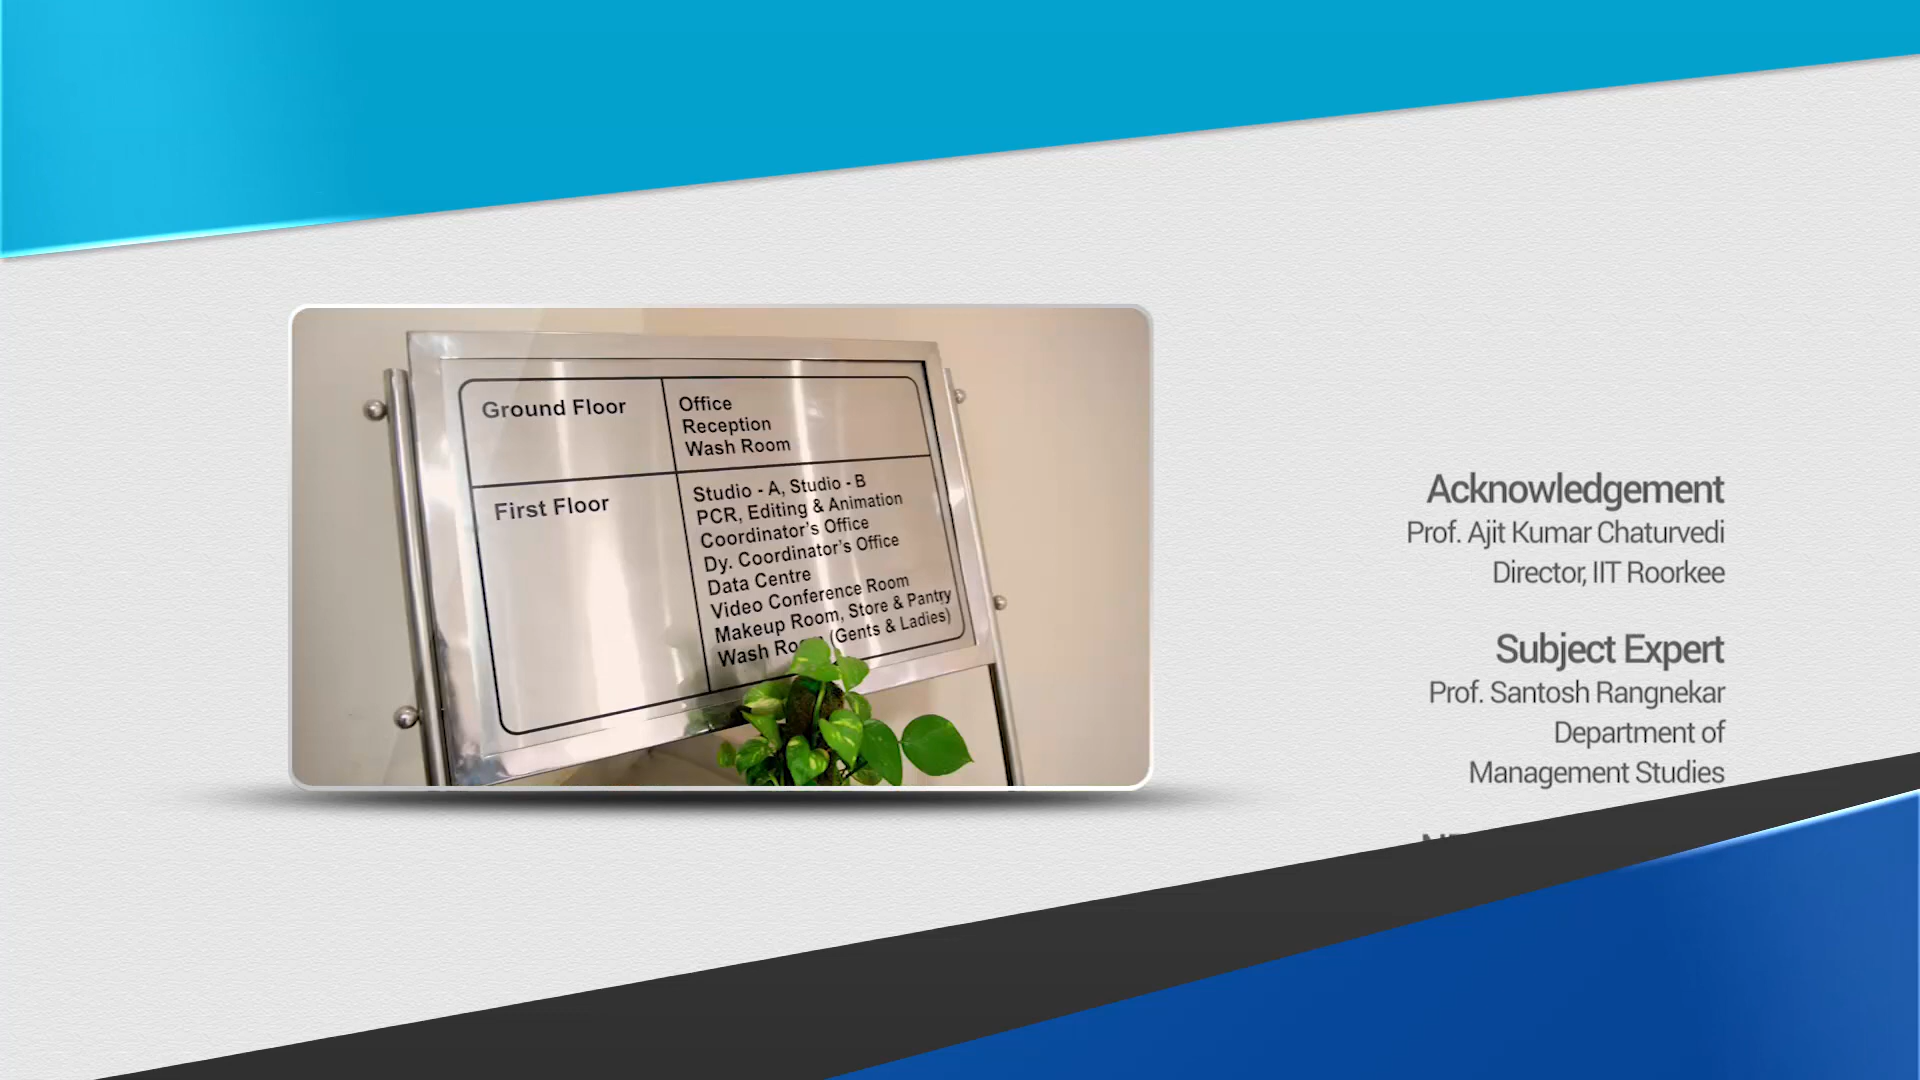 Ground Floor
Office
Reception
Wash Room
First Floor
Studio - A, Studio - B
PCR, Editing & Animation
Coordinator's Office
Dy. Coordinator's Office
Data Centre
Video Conference Room
Makeup Room, Store & Pantry
Wash Room (Gents & Ladies)
Acknowledgement
Prof. Ajit Kumar Chaturvedi
Director, IIT Roorkee
Subject Expert
Prof. Santosh Rangnekar
Department of
Management Studies